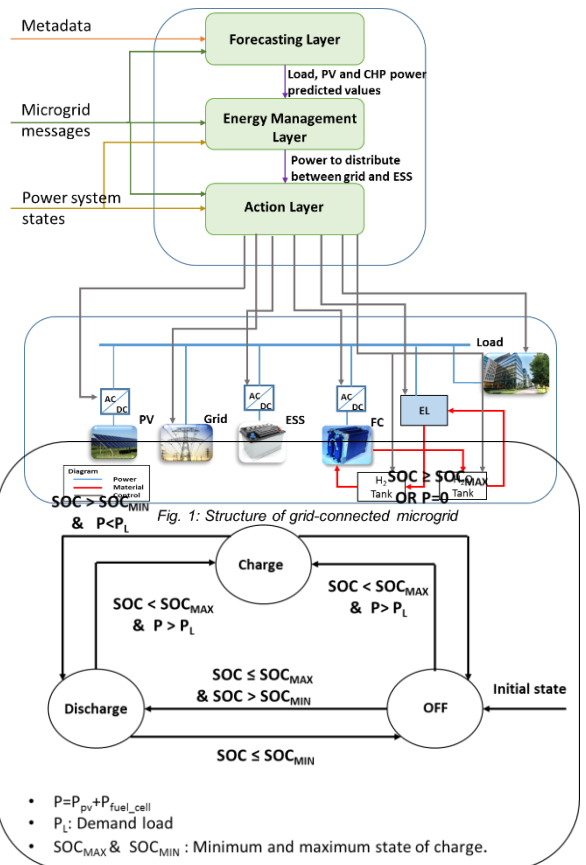 Metadata
Forecasting Layer
Load, PV and CHP power
predicted values
Microgrid
messages
Energy Management
Layer
Power to distribute
between grid and ESS
Power system
states
Action Layer
Load
AC
DC
AC
DC
AC
DC
EL
PV
Grid
ESS
FC
Diagram
Power
Material
Control
H2
Tank
H2O
Tank
SOC ≥ SOCMAX
OR P=0
SOC > SOCMIN
& P<PL
Fig. 1: Structure of grid-connected microgrid
Charge
SOC < SOCMAX
& P > PL
SOC < SOCMAX
& P> PL
SOC ≤ SOCMAX
& SOC > SOCMIN
Initial state
Discharge
OFF
SOC ≤ SOCMIN
• P=Ppv+Pfuel_cell
• PL: Demand load
• SOCMAX & SOCMIN : Minimum and maximum state of charge.